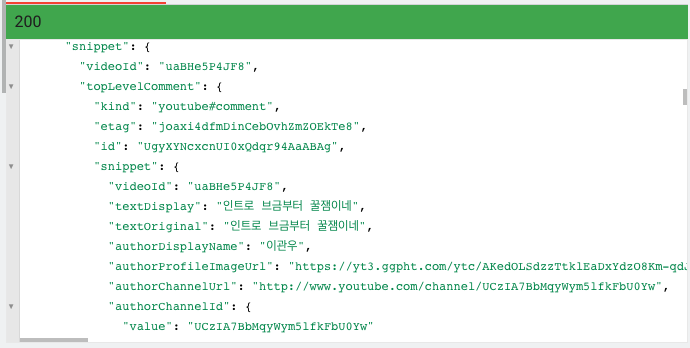 200
"snippet": {
"videoId": "uaBHe5P4JF8",
"topLevelComment": {
"kind": "youtube#comment",
"etag": "joaxi4dfmDinCebOvhZmZOEkTe8",
"id": "UgyXYNcxcnUI0xQdqr94AaABAg",
"snippet": {
"videoId": "uaBHe5P4JF8",
"textDisplay": "인트로 브금부터 꿀잼이네",
"textOriginal": "인트로 브금부터 꿀잼이네",
"authorDisplayName": "이관우",
"authorProfileImageUrl": "https://yt3.ggpht.com/ytc/AKedOLSdzzTtklEaDxYdzO8Km-qdJ
"authorChannelUrl": "http://www.youtube.com/channel/UCzIA7BbMqyWym5lfkFbU0Yw",
"authorChannelId": {
"value": "UCzIA7BbMqyWym5lfkFbU0Yw"